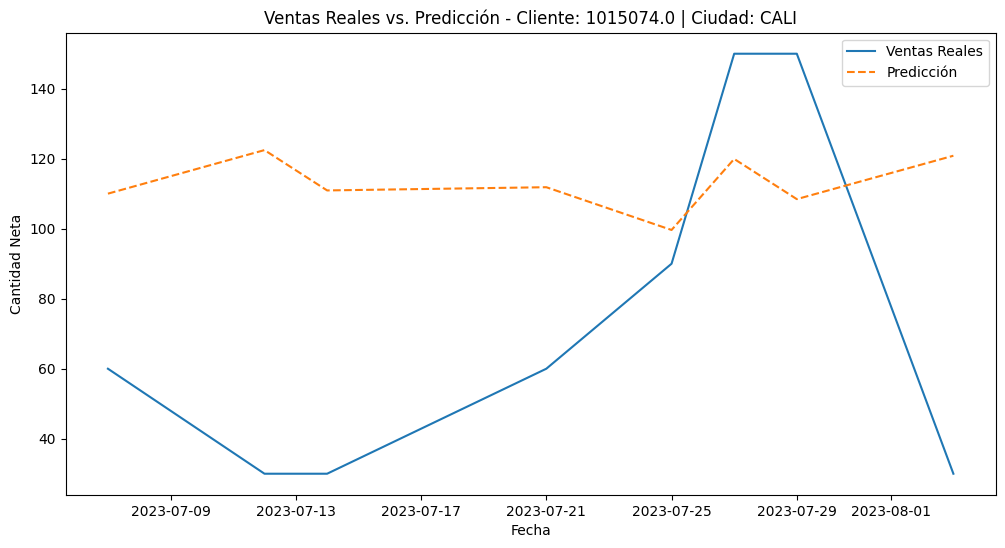 Ventas Reales vs. Predicción - Cliente: 1015074.0 | Ciudad: CALI
Ventas Reales
Predicción
Cantidad Neta
140
120
100
80
60
40
2023-07-09
2023-07-13
2023-07-17
2023-07-21
2023-07-25
2023-07-29
2023-08-01
Fecha